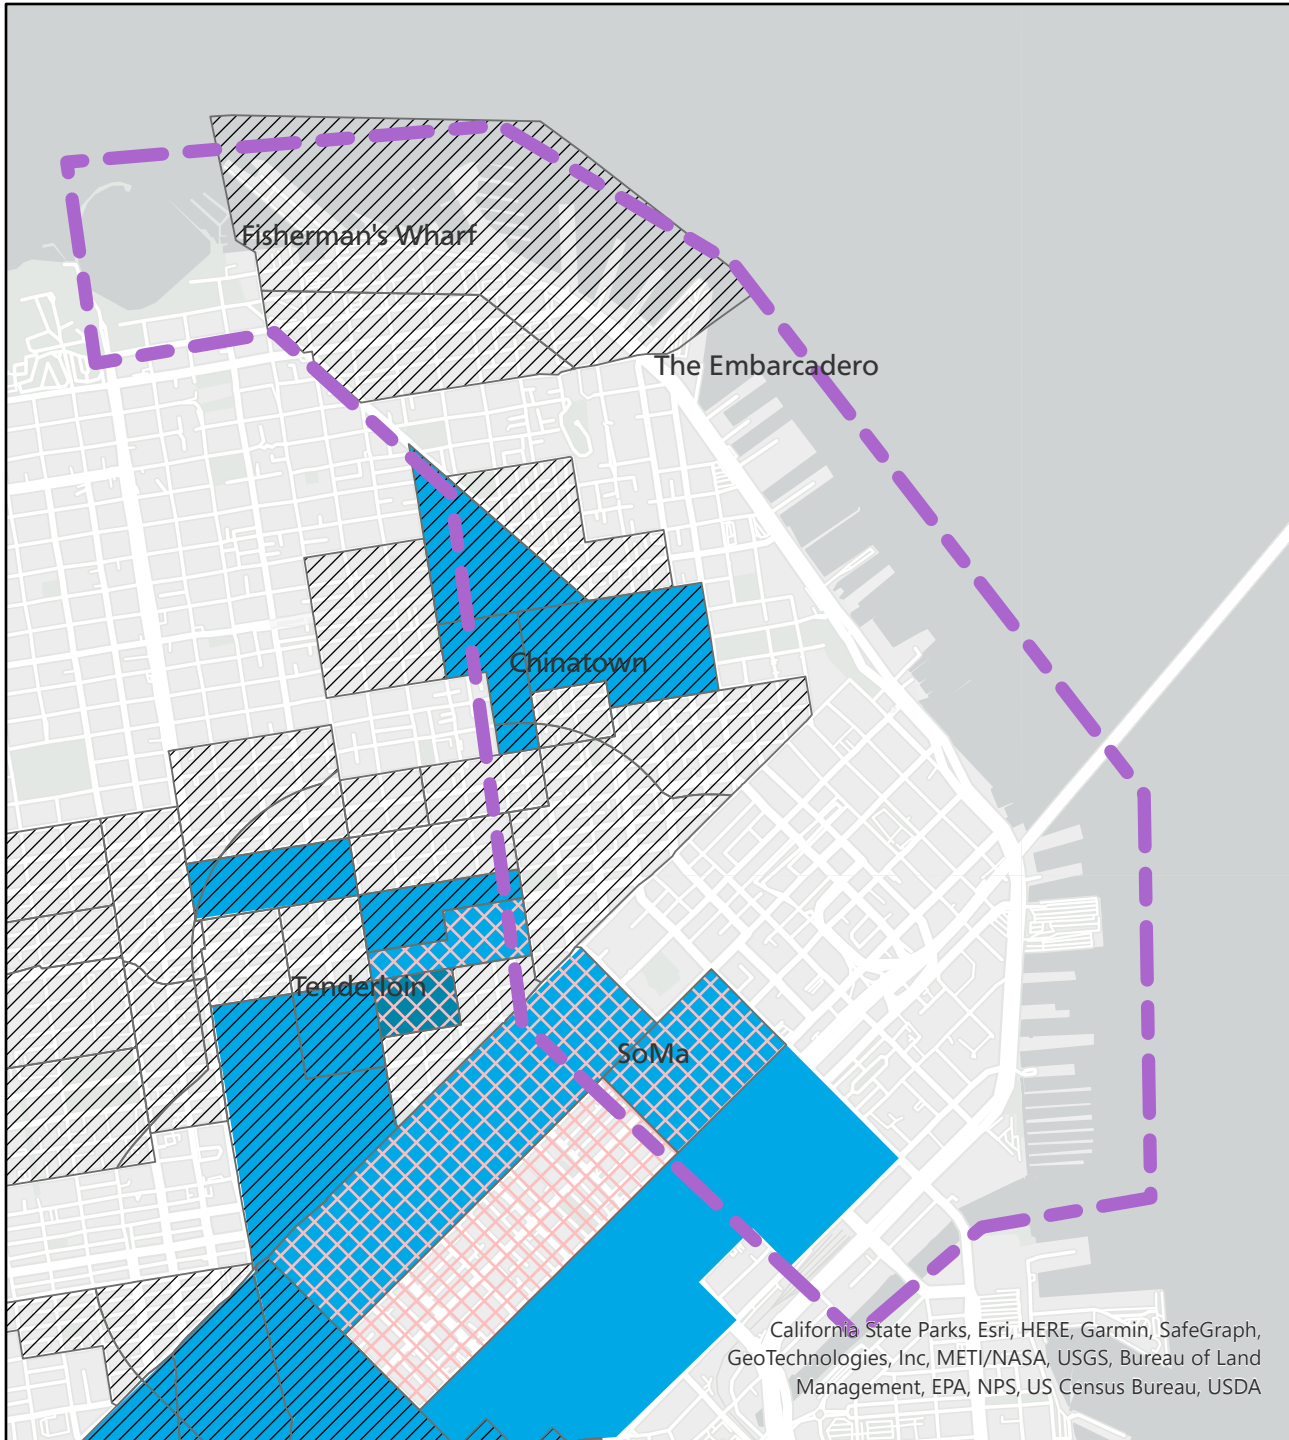 Fisherman's Wharf
The Embarcadero
Chinatown
Tenderloin
SoMa
California State Parks, Esri, HERE, Garmin, SafeGraph,
GeoTechnologies, Inc, METI/NASA, USGS, Bureau of Land
Management, EPA, NPS, US Census Bureau, USDA